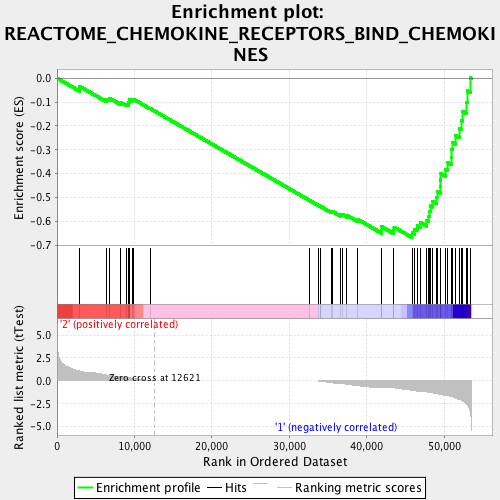 Enrichment plot:
REACTOME_CHEMOKINE_RECEPTORS_BIND_CHEMOKI
NES
Enrichment score (ES)
0.0
-0.1
-0.2
-0.3
-0.4
-0.5
-0.6
-0.7
'2' (positively correlated)
Ranked list metric (tTest)
5.0
2.5
0.0
-2.5
-5.0
Zero cross at 12621
'1' (negatively correlated)
0
10,000
20,000
30,000
40,000
50,000
Rank in Ordered Dataset
Enrichment profile
Hits
Ranking metric scores